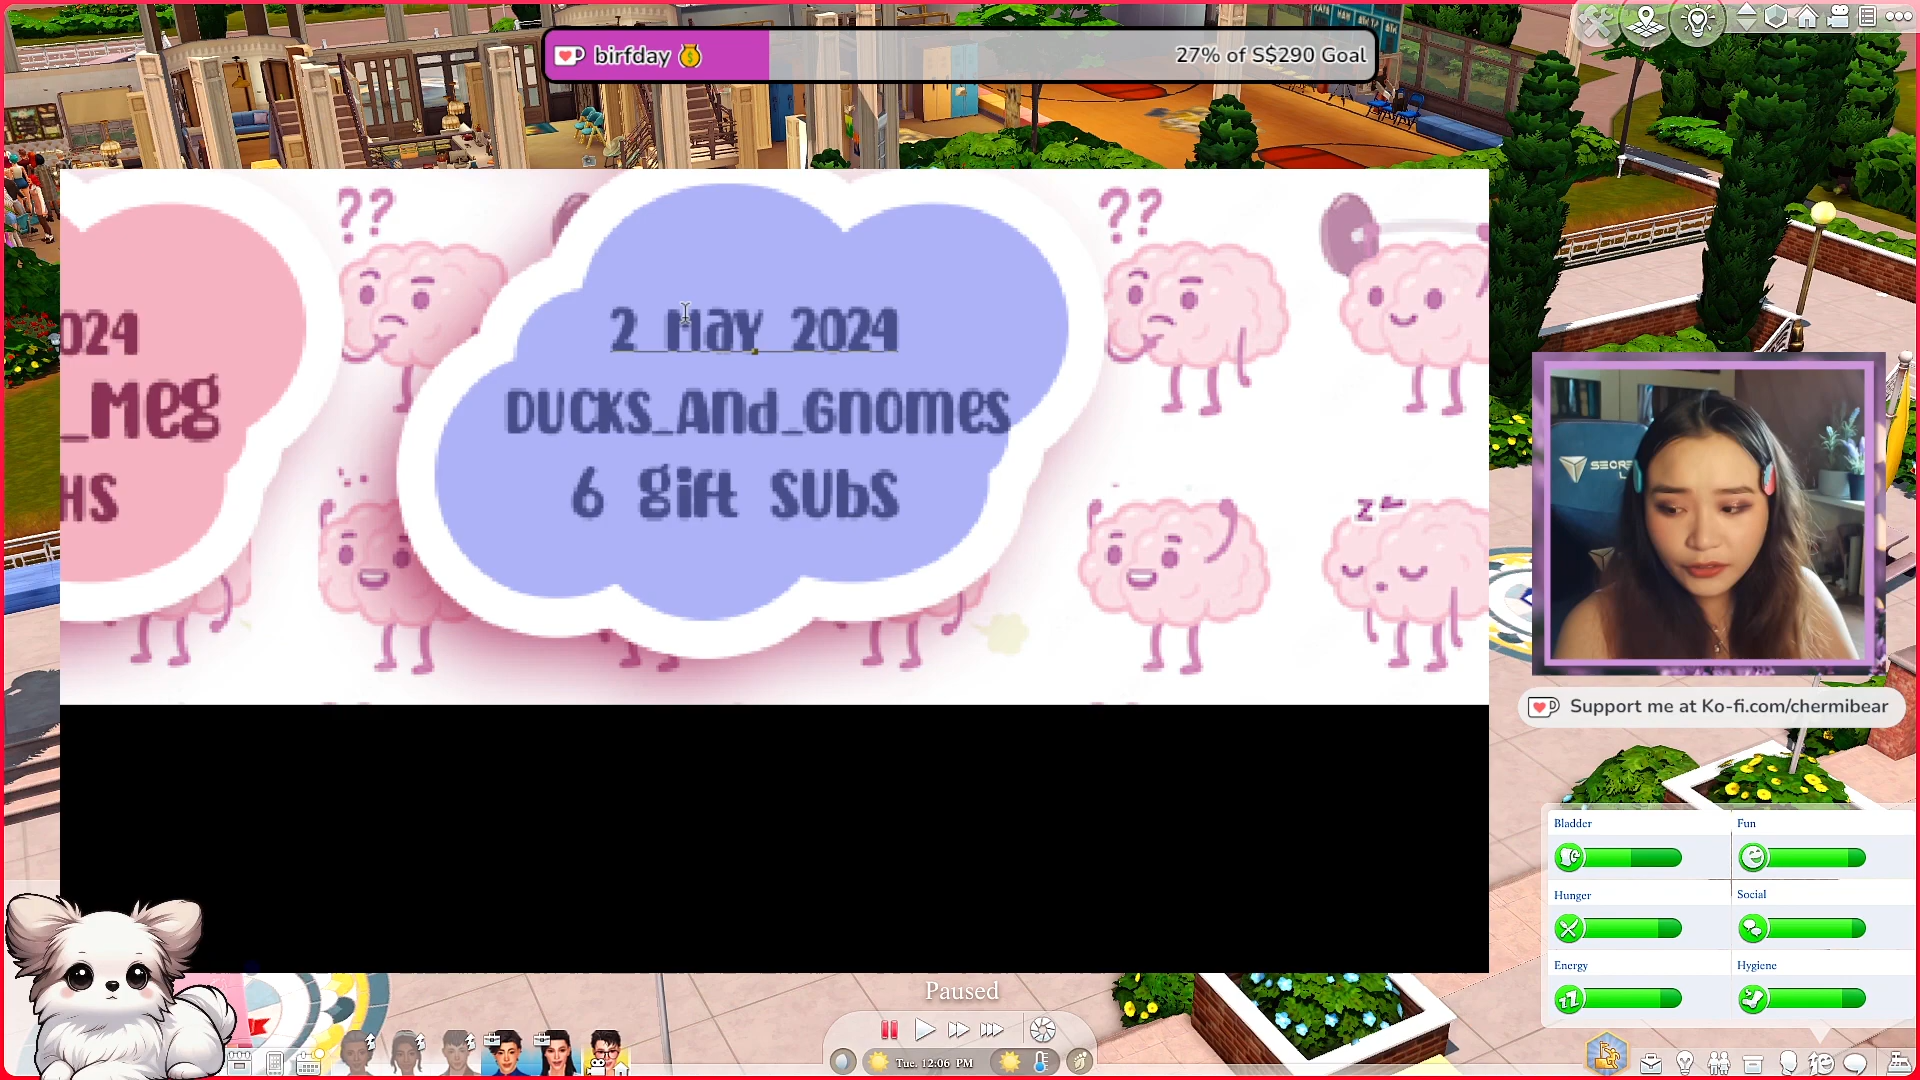 birfday
27% of S$290 Goal
??
??
024
_Meg
HS
2 May 2024
Ducks_And_Gnomes
6 Gift Subs
z
Support me at Ko-fi.com/chermibear
Bladder
Fun
Hunger
Social
Energy
Hygiene
Paused
Tue. 12:06 PM